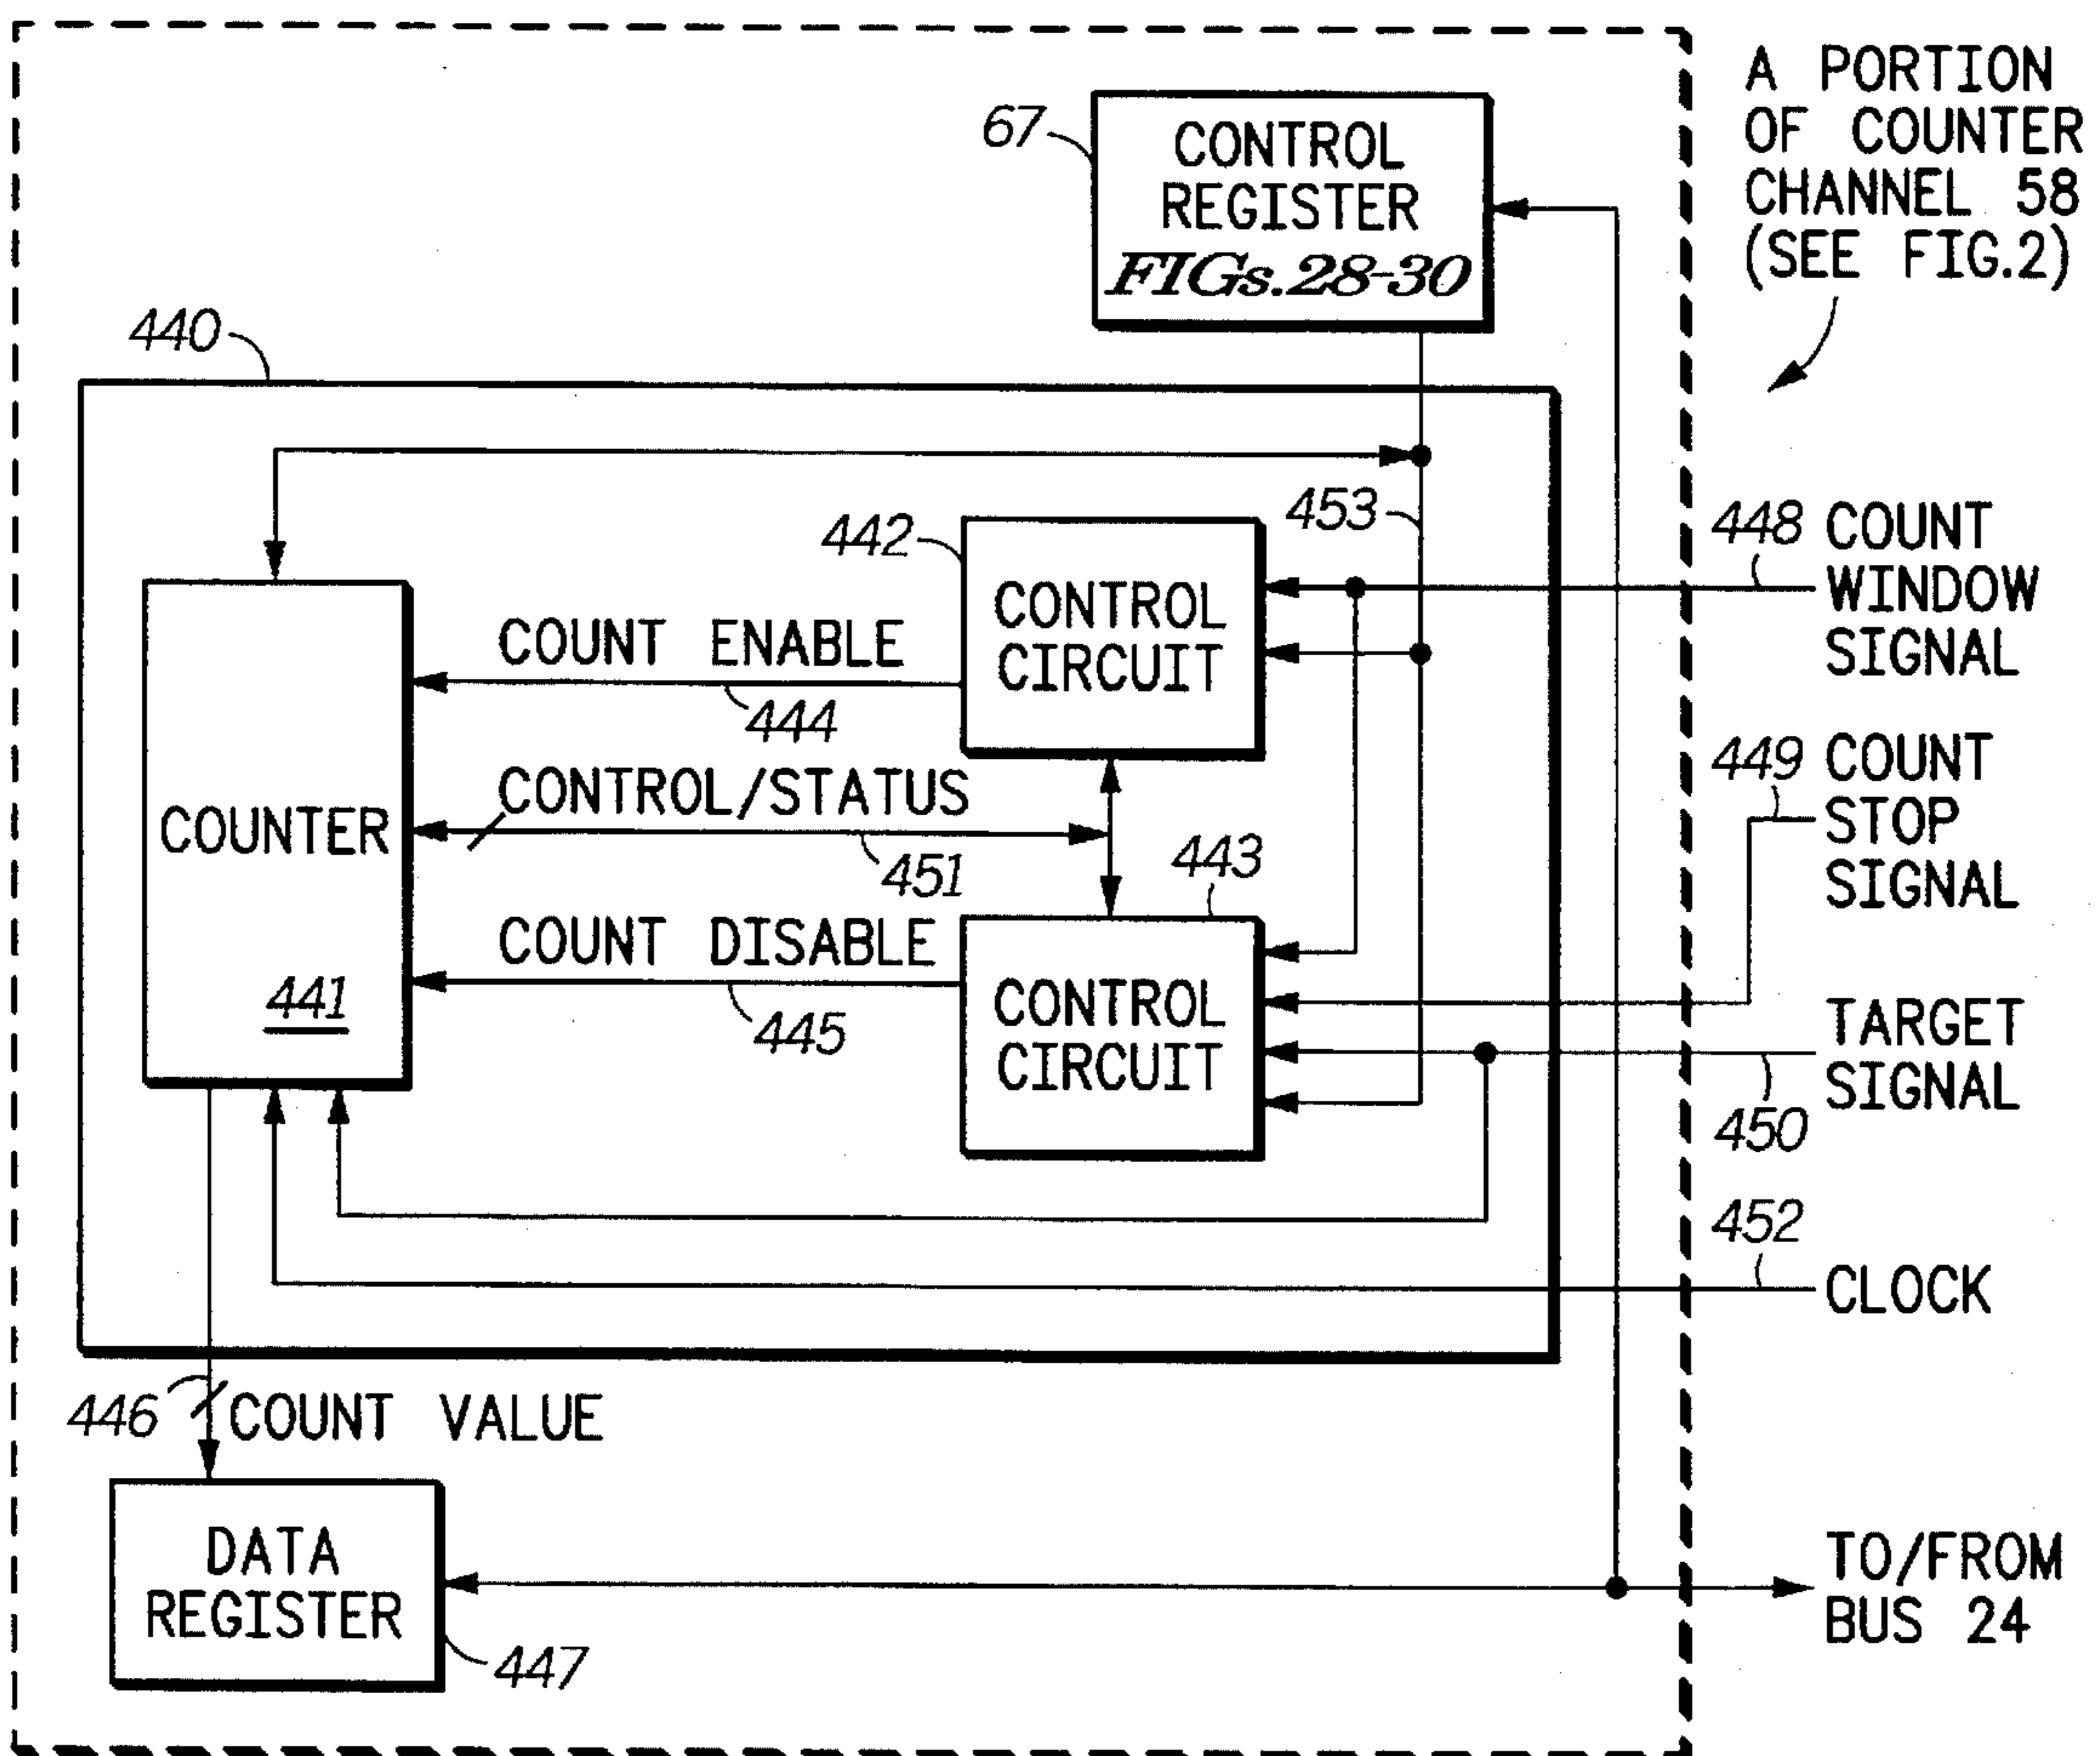 A PORTION
OF COUNTER
CHANNEL 58
(SEE FIG.2)
67
CONTROL
REGISTER
FIGs.28-30
440
453
442
CONTROL
CIRCUIT
448
COUNT
WINDOW
SIGNAL
COUNT ENABLE
444
449
COUNT
STOP
SIGNAL
CONTROL/STATUS
451
COUNTER
441
443
CONTROL
CIRCUIT
COUNT DISABLE
445
TARGET
SIGNAL
450
452
CLOCK
446
COUNT VALUE
DATA
REGISTER
447
TO/FROM
BUS 24